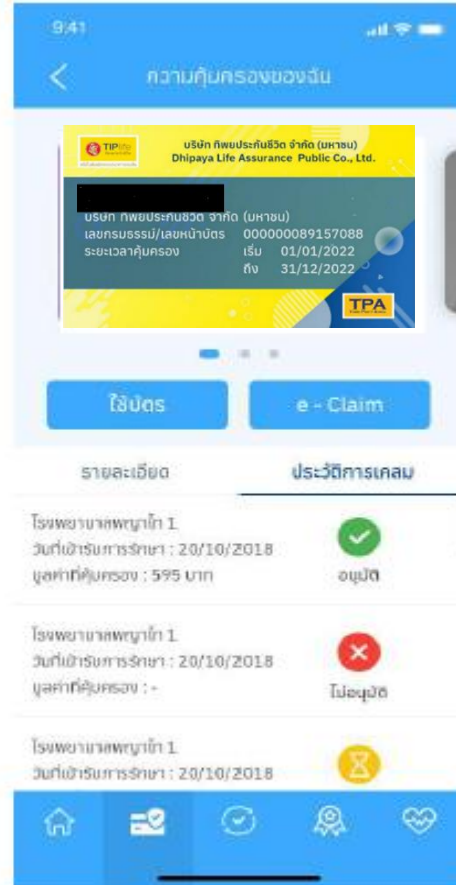 9:41
ความคุ้มครองของฉัน
TIPlife
บริษัท ทิพยประกันชีวิต จำกัด (มหาชน)
Dhipaya Life Assurance Public Co., Ltd.
บริษัท ทิพยประกันชีวิต จำกัด (มหาชน)
เลขกรมธรรม์/เลขหน้าบัตร 000000089157088
ระยะเวลาคุ้มครอง เริ่ม 01/01/2022
ถึง 31/12/2022
TPA
ใช้บัตร
e - Claim
รายละเอียด
ประวัติการเคลม
โรงพยาบาลพญาไท 1
วันที่เข้ารับการรักษา : 20/10/2018
มูลค่าที่คุ้มครอง : 595 บาท
อนุมัติ
โรงพยาบาลพญาไท 1
วันที่เข้ารับการรักษา : 20/10/2018
มูลค่าที่คุ้มครอง : -
ไม่อนุมัติ
โรงพยาบาลพญาไท 1
วันที่เข้ารับการรักษา : 20/10/2018